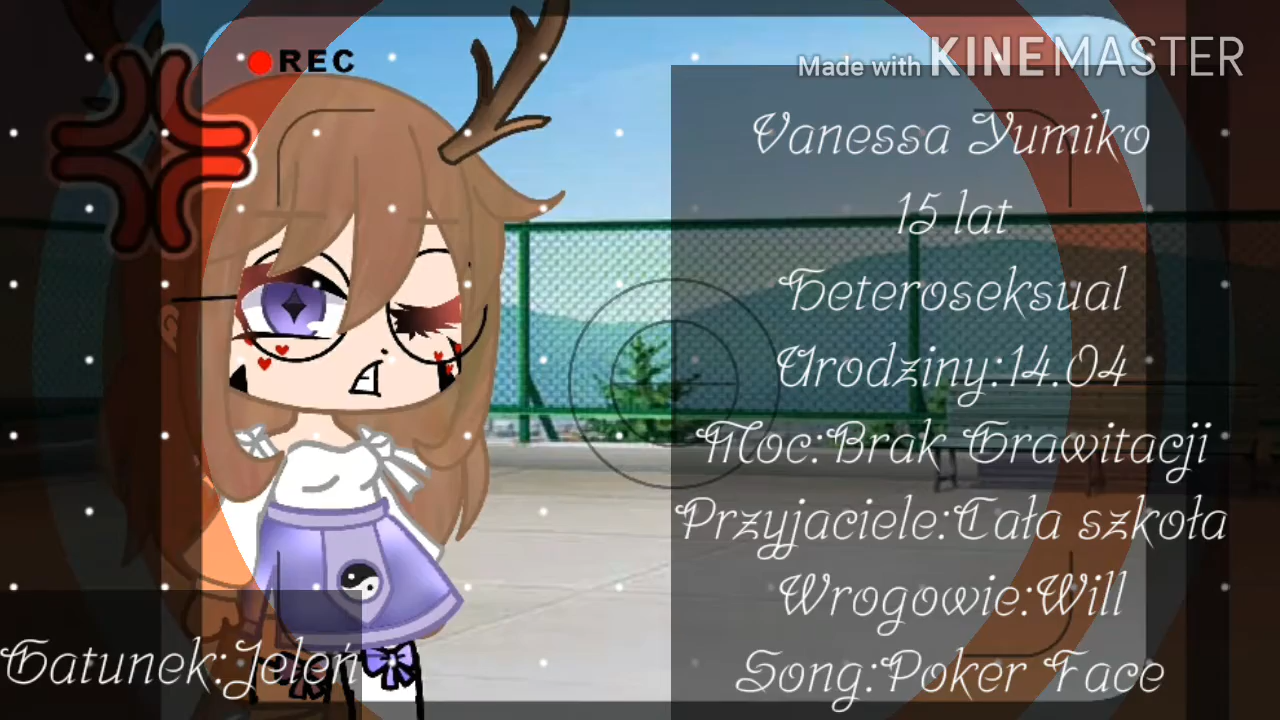 REC
Made with KINEMASTER
Vanessa Yumiko
15 lat
Heteroseksual
Urodziny:14.04
Moc:Brak Grawitacji
Przyjaciele:Cała szkoła
Wrogowie:Will
Song:Poker Face
Gatunek:Jeleń